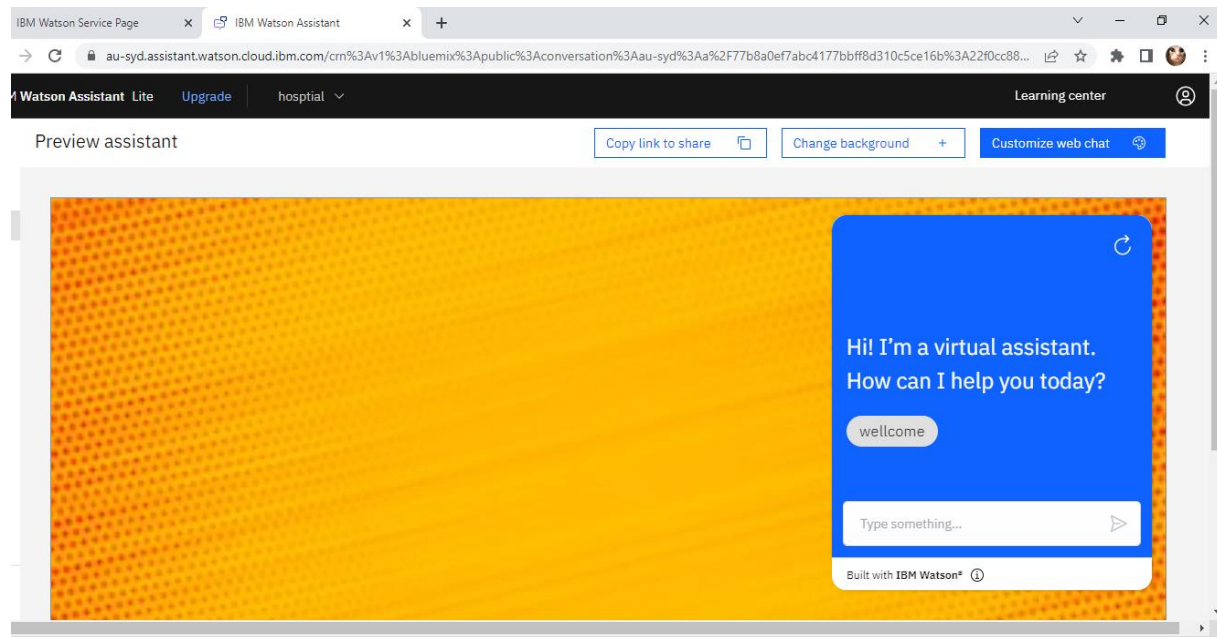 IBM Watson Service Page IBM Watson Assistant
au-syd.assistant.watson.cloud.ibm.com/crn%3Av1%3Abluemix%3Apublic%3Aconversation%3Aau-syd%3Aa%2F77b8a0ef7abc4177bbff8d310c5ce16b%3A22f0cc88...
Watson Assistant Lite Upgrade hosptial Learning center
Preview assistant Copy link to share Change background + Customize web chat
Hi! I'm a virtual assistant.
How can I help you today?
wellcome
Type something...
Built with IBM Watson®